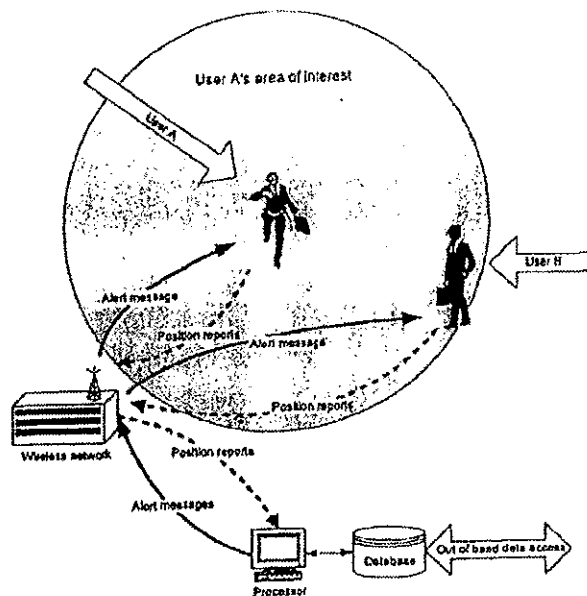 User A's area of interest
User A
User B
Alert message
Position reports
Alert message
Position reports
Wireless network
Position reports
Alert messages
Database
Out of band data access
Processor